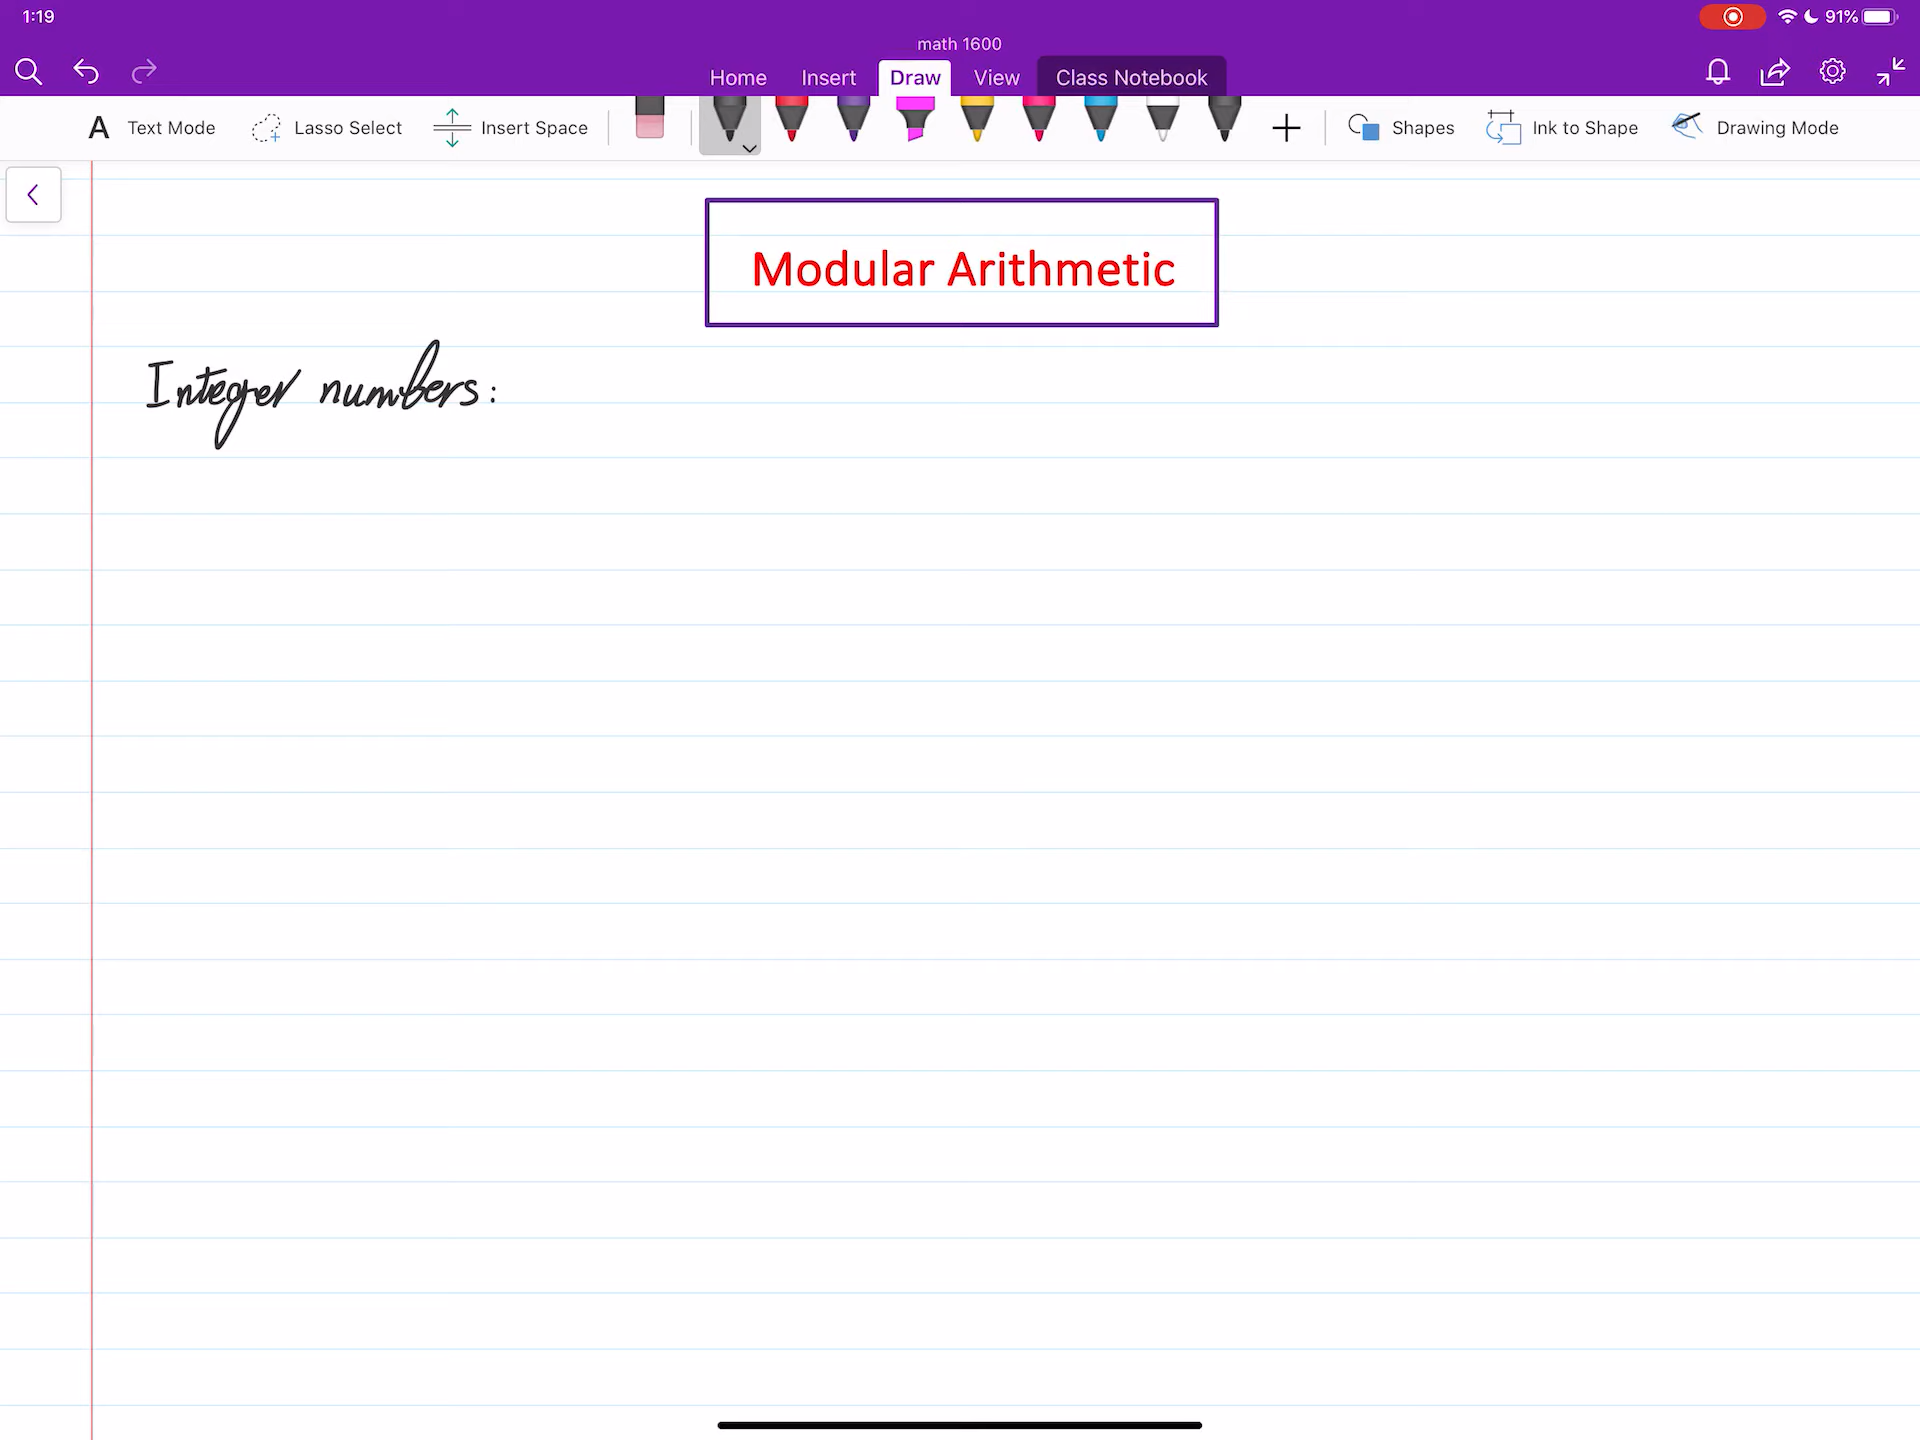 1:19
91%
math 1600
Home Insert Draw View Class Notebook
A Text Mode Lasso Select Insert Space Shapes Ink to Shape Drawing Mode
Modular Arithmetic
Integer numbers: